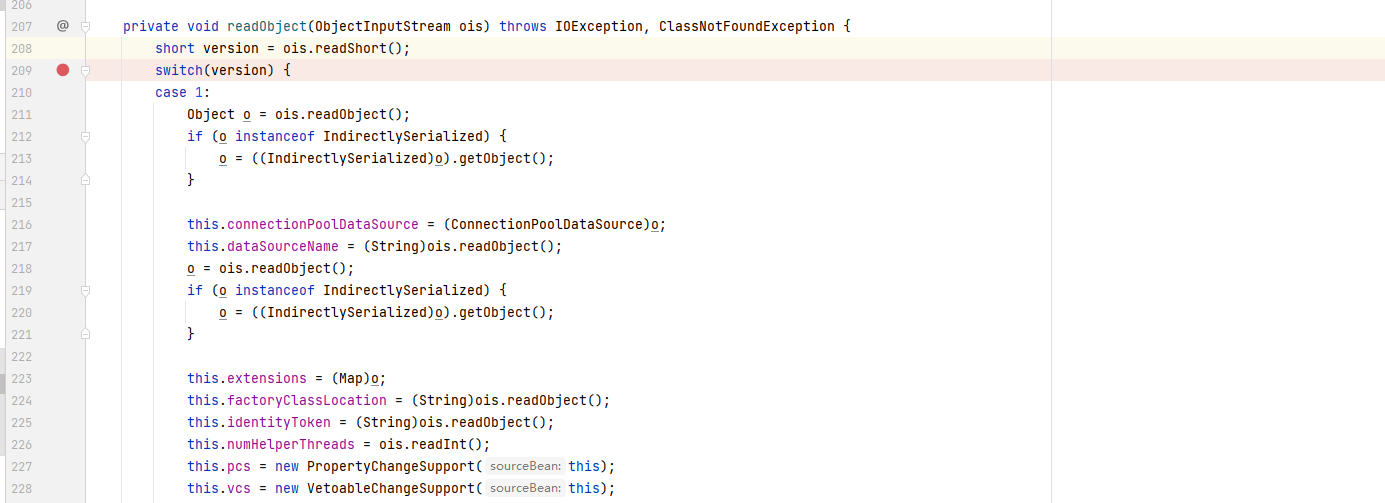 206
207 @ private void readObject(ObjectInputStream ois) throws IOException, ClassNotFoundException {
208 short version = ois.readShort();
209 switch(version) {
210 case 1:
211 Object o = ois.readObject();
212 if (o instanceof IndirectlySerialized) {
213 o = ((IndirectlySerialized)o).getObject();
214 }
215
216 this.connectionPoolDataSource = (ConnectionPoolDataSource)o;
217 this.dataSourceName = (String)ois.readObject();
218 o = ois.readObject();
219 if (o instanceof IndirectlySerialized) {
220 o = ((IndirectlySerialized)o).getObject();
221 }
222
223 this.extensions = (Map)o;
224 this.factoryClassLocation = (String)ois.readObject();
225 this.identityToken = (String)ois.readObject();
226 this.numHelperThreads = ois.readInt();
227 this.pcs = new PropertyChangeSupport( sourceBean: this);
228 this.vcs = new VetoableChangeSupport( sourceBean: this);